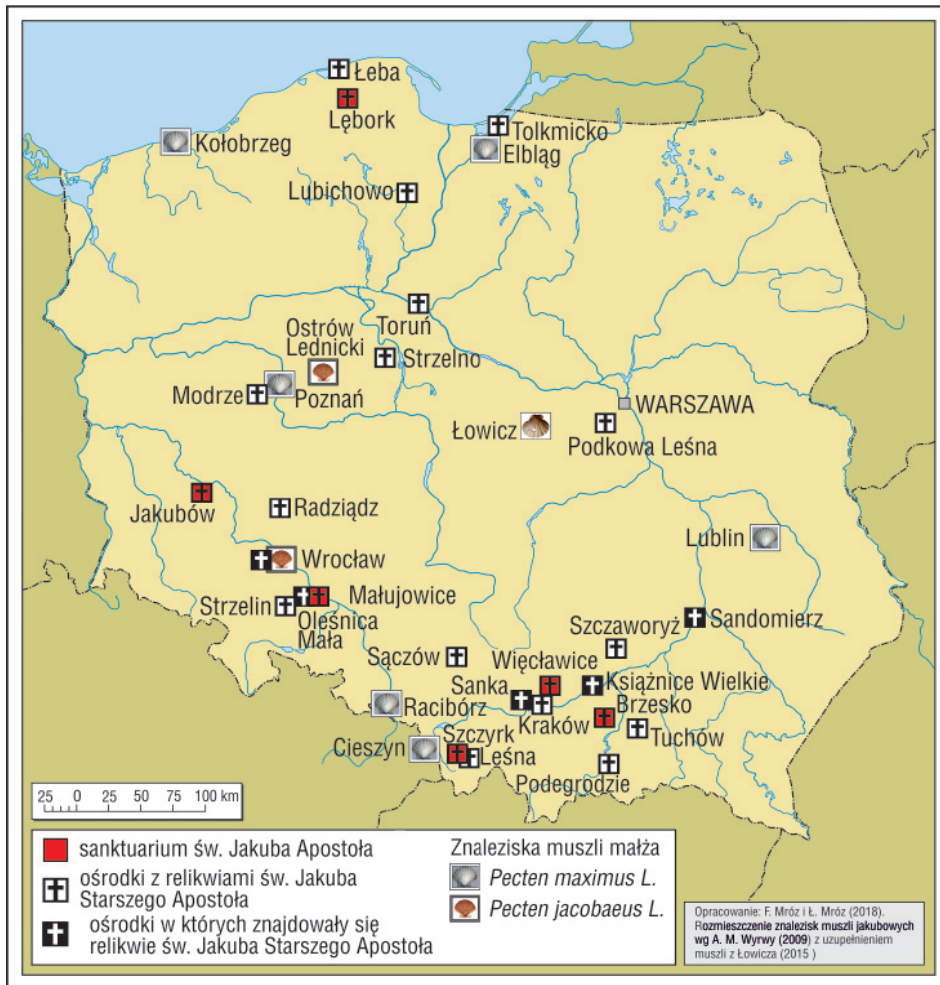 Łeba
Lębork
Tolkmicko
Kołobrzeg
Elbląg
Lubichowo
Toruń
Ostrów
Lednicki
Strzelno
Modrze
Poznań
WARSZAWA
Łowicz
Podkowa Leśna
Jakubów
Radziądz
Lublin
Wrocław
Małujowice
Strzelin
Oleśnica
Mała
Sandomierz
Szczaworyż
Sączów
Więcławice
Sanka
Książnice Wielkie
Brzesko
Racibórz
Kraków
Tuchów
Szczyrk
Cieszyn
Leśna
Podegrodzie
25 0 25 50 75 100 km
sanktuarium św. Jakuba Apostoła
ośrodki z relikwiami św. Jakuba
Starszego Apostoła
ośrodki w których znajdowały się
relikwie św. Jakuba Starszego Apostoła
Znaleziska muszli małża
Pecten maximus L.
Pecten jacobaeus L.
Opracowanie: F. Mróz i Ł. Mróz (2018).
Rozmieszczenie znalezisk muszli jakubowych
wg A. M. Wyrwy (2009) z uzupełnieniem
muszli z Łowicza (2015 )